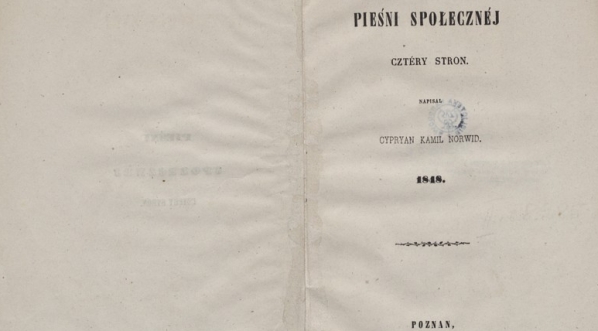 PIEŚNI SPOŁECZNÉJ
CZTÉRY STRON.
NAPISAŁ
CYPRYAN KAMIL NORWID.
1848.
POZNAN,